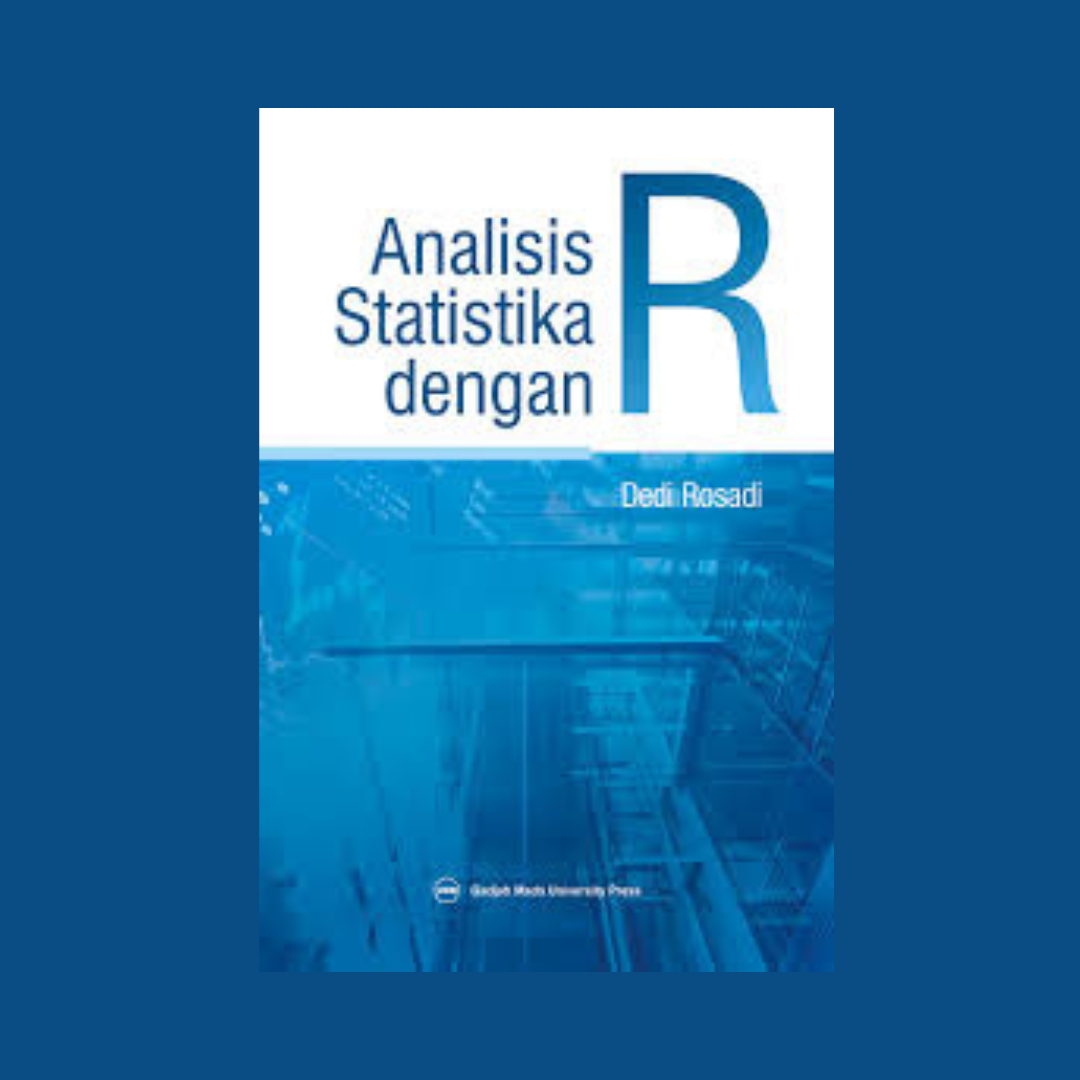 Analisis
Statistika
dengan
R
Dedi Rosadi
Gadjah Mada University Press